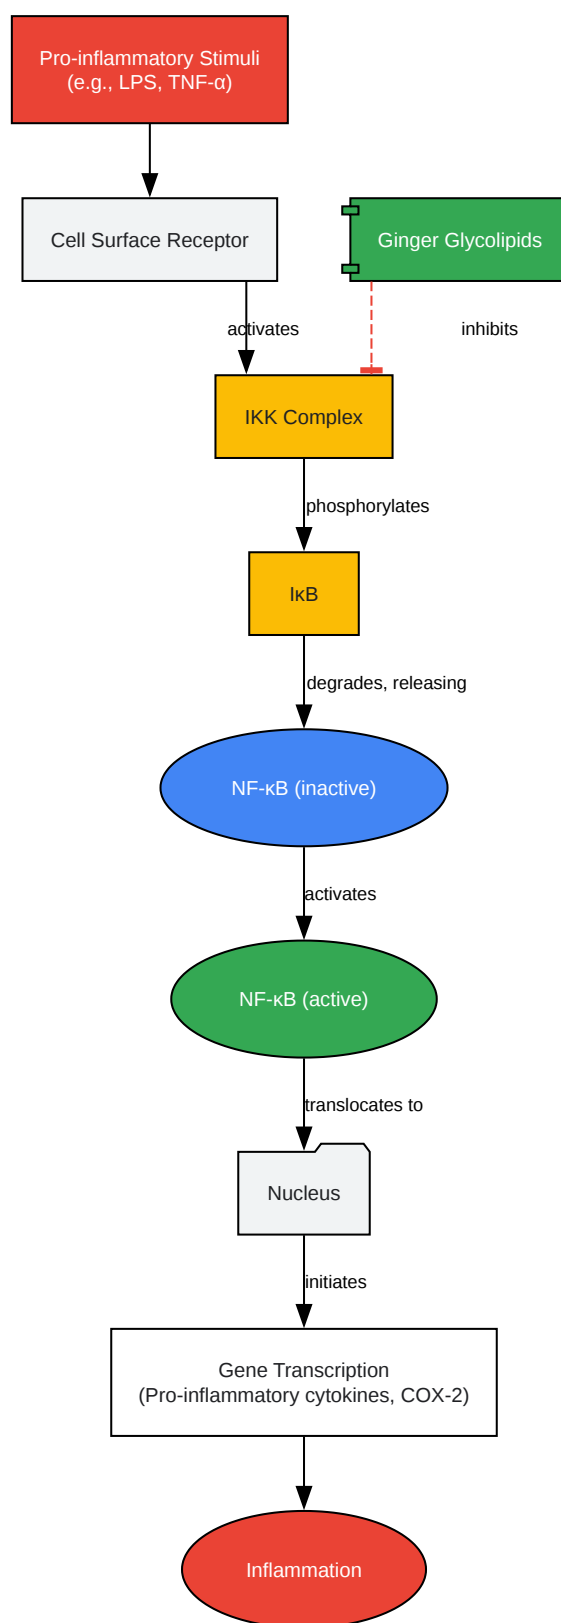 Pro-inflammatory Stimuli
(e.g., LPS, TNF-α)
Cell Surface Receptor
Ginger Glycolipids
activates
inhibits
IKK Complex
phosphorylates
IκB
degrades, releasing
NF-κB (inactive)
activates
NF-κB (active)
translocates to
Nucleus
initiates
Gene Transcription
(Pro-inflammatory cytokines, COX-2)
Inflammation